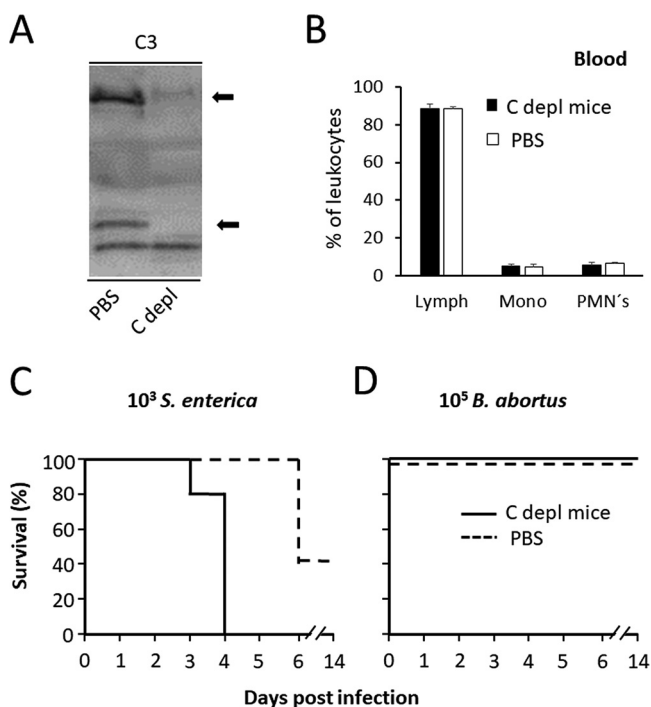 A
C3
PBS
C depl
B
Blood
C depl mice
PBS
% of leukocytes
100
80
60
40
20
0
Lymph Mono PMN´s
C
10³ S. enterica
Survival (%)
100
80
60
40
20
0
0 1 2 3 4 5 6 14
D
10⁵ B. abortus
C depl mice
PBS
0 1 2 3 4 5 6 14
Days post infection